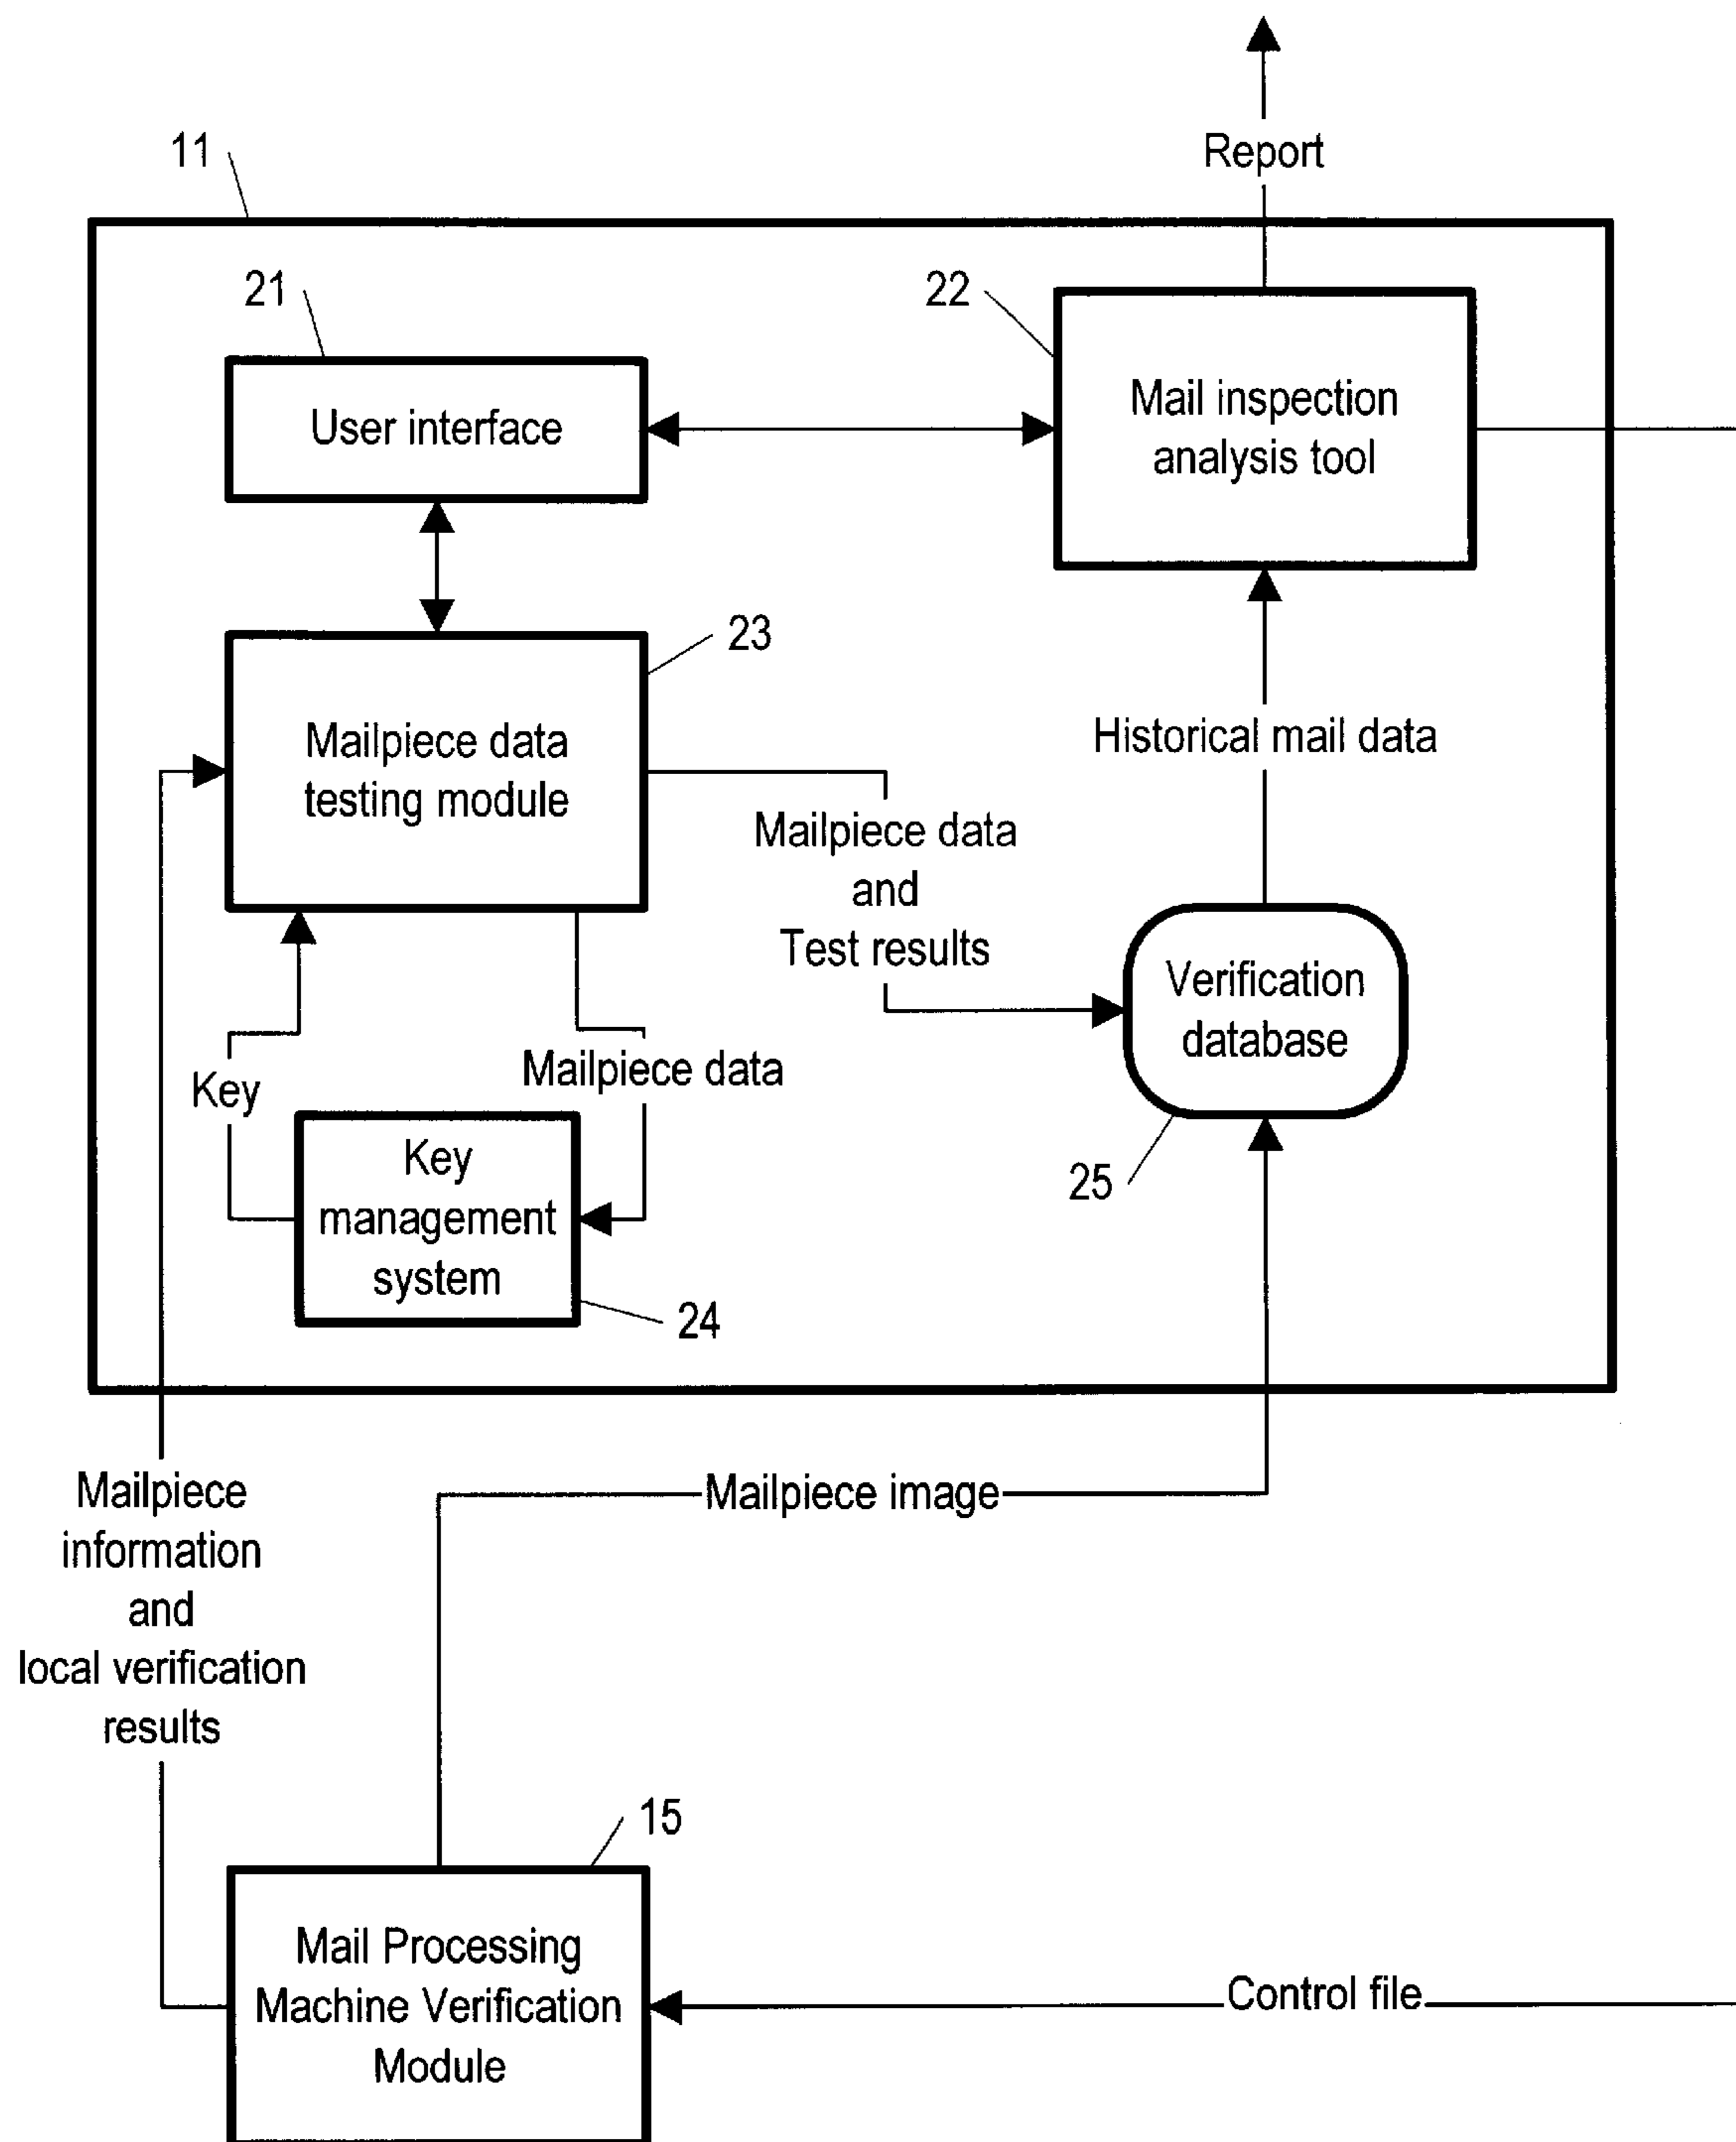 Report
11
21
22
User interface
Mail inspection
analysis tool
23
Mailpiece data
testing module
Historical mail data
Mailpiece data
and
Test results
Verification
database
Key
Mailpiece data
Key
management
system
25
24
Mailpiece
information
and
local verification
results
Mailpiece image
15
Mail Processing
Machine Verification
Module
Control file